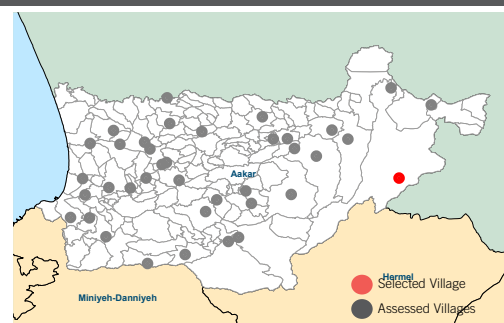 Aakar
Hermel
Selected Village
Miniyeh-Danniyeh
Assessed Villages